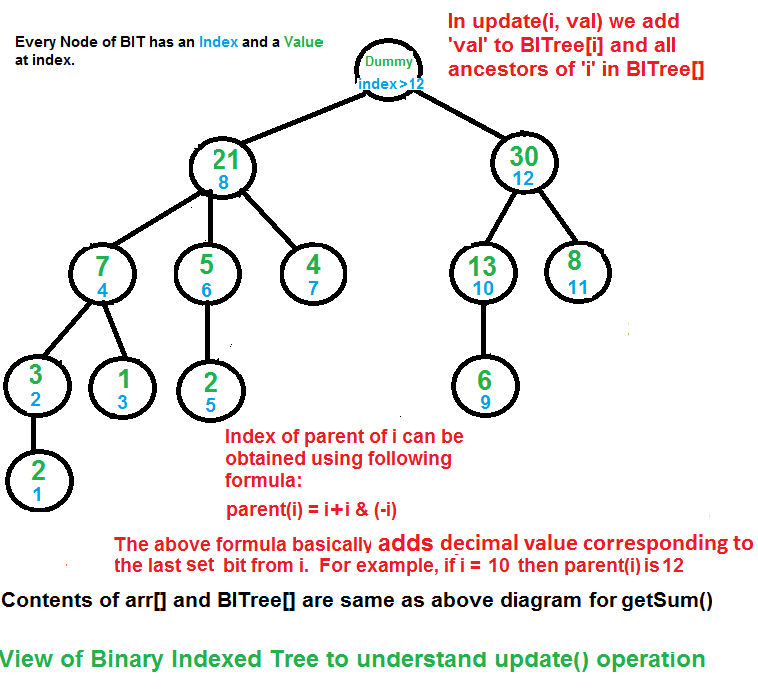 Every Node of BIT has an Index and a Value
at index.
In update(i, val) we add
'val' to BITree[i] and all
ancestors of 'i' in BITree[]
Dummy
index>12
21
8
30
12
7
4
5
6
4
7
13
10
8
11
3
2
1
3
2
5
6
9
2
1
Index of parent of i can be
obtained using following
formula:
parent(i) = i+i & (-i)
The above formula basically adds decimal value corresponding to
the last set bit from i. For example, if i = 10 then parent(i) is 12
Contents of arr[] and BITree[] are same as above diagram for getSum()
View of Binary Indexed Tree to understand update() operation